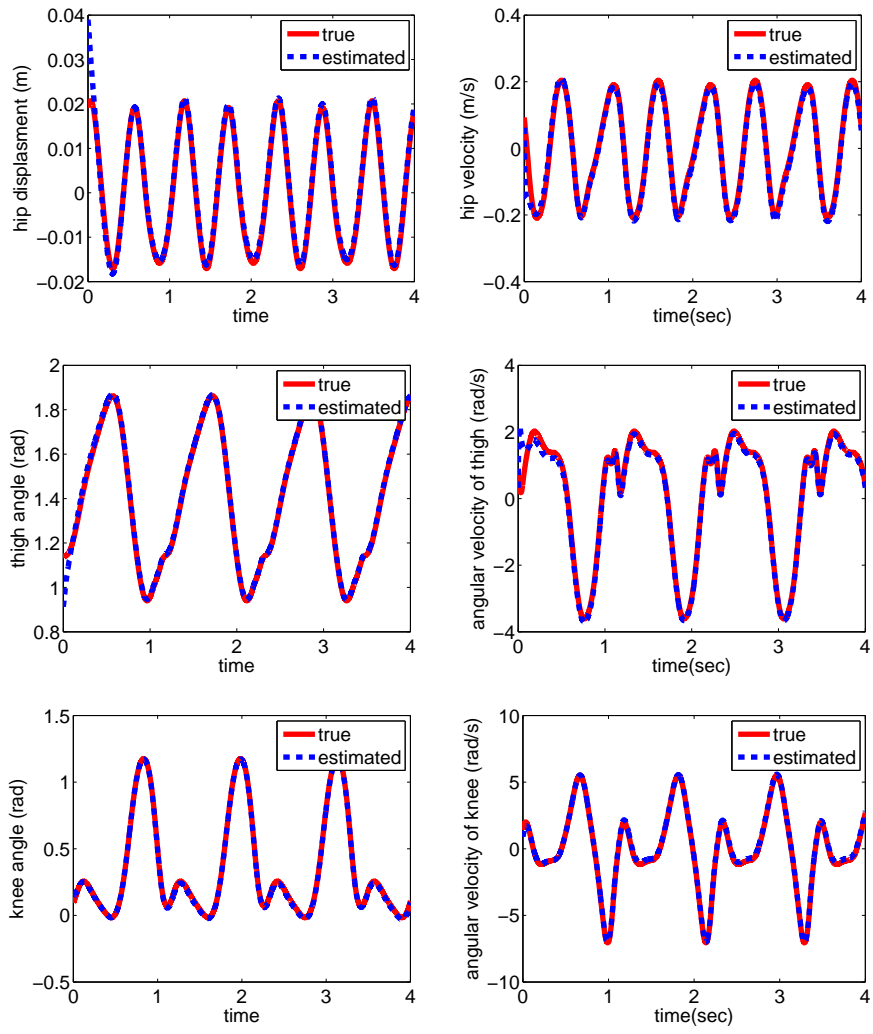 0.04
0.03
0.02
0.01
0
−0.01
−0.02
0 1 2 3 4
time
hip displasment (m)
true
estimated
0.4
0.2
0
−0.2
−0.4
0 1 2 3 4
time(sec)
hip velocity (m/s)
true
estimated
2
1.8
1.6
1.4
1.2
1
0.8
0 1 2 3 4
time
thigh angle (rad)
true
estimated
4
2
0
−2
−4
0 1 2 3 4
time(sec)
angular velocity of thigh (rad/s)
true
estimated
1.5
1
0.5
0
−0.5
0 1 2 3 4
time
knee angle (rad)
true
estimated
10
5
0
−5
−10
0 1 2 3 4
time(sec)
angular velocity of knee (rad/s)
true
estimated